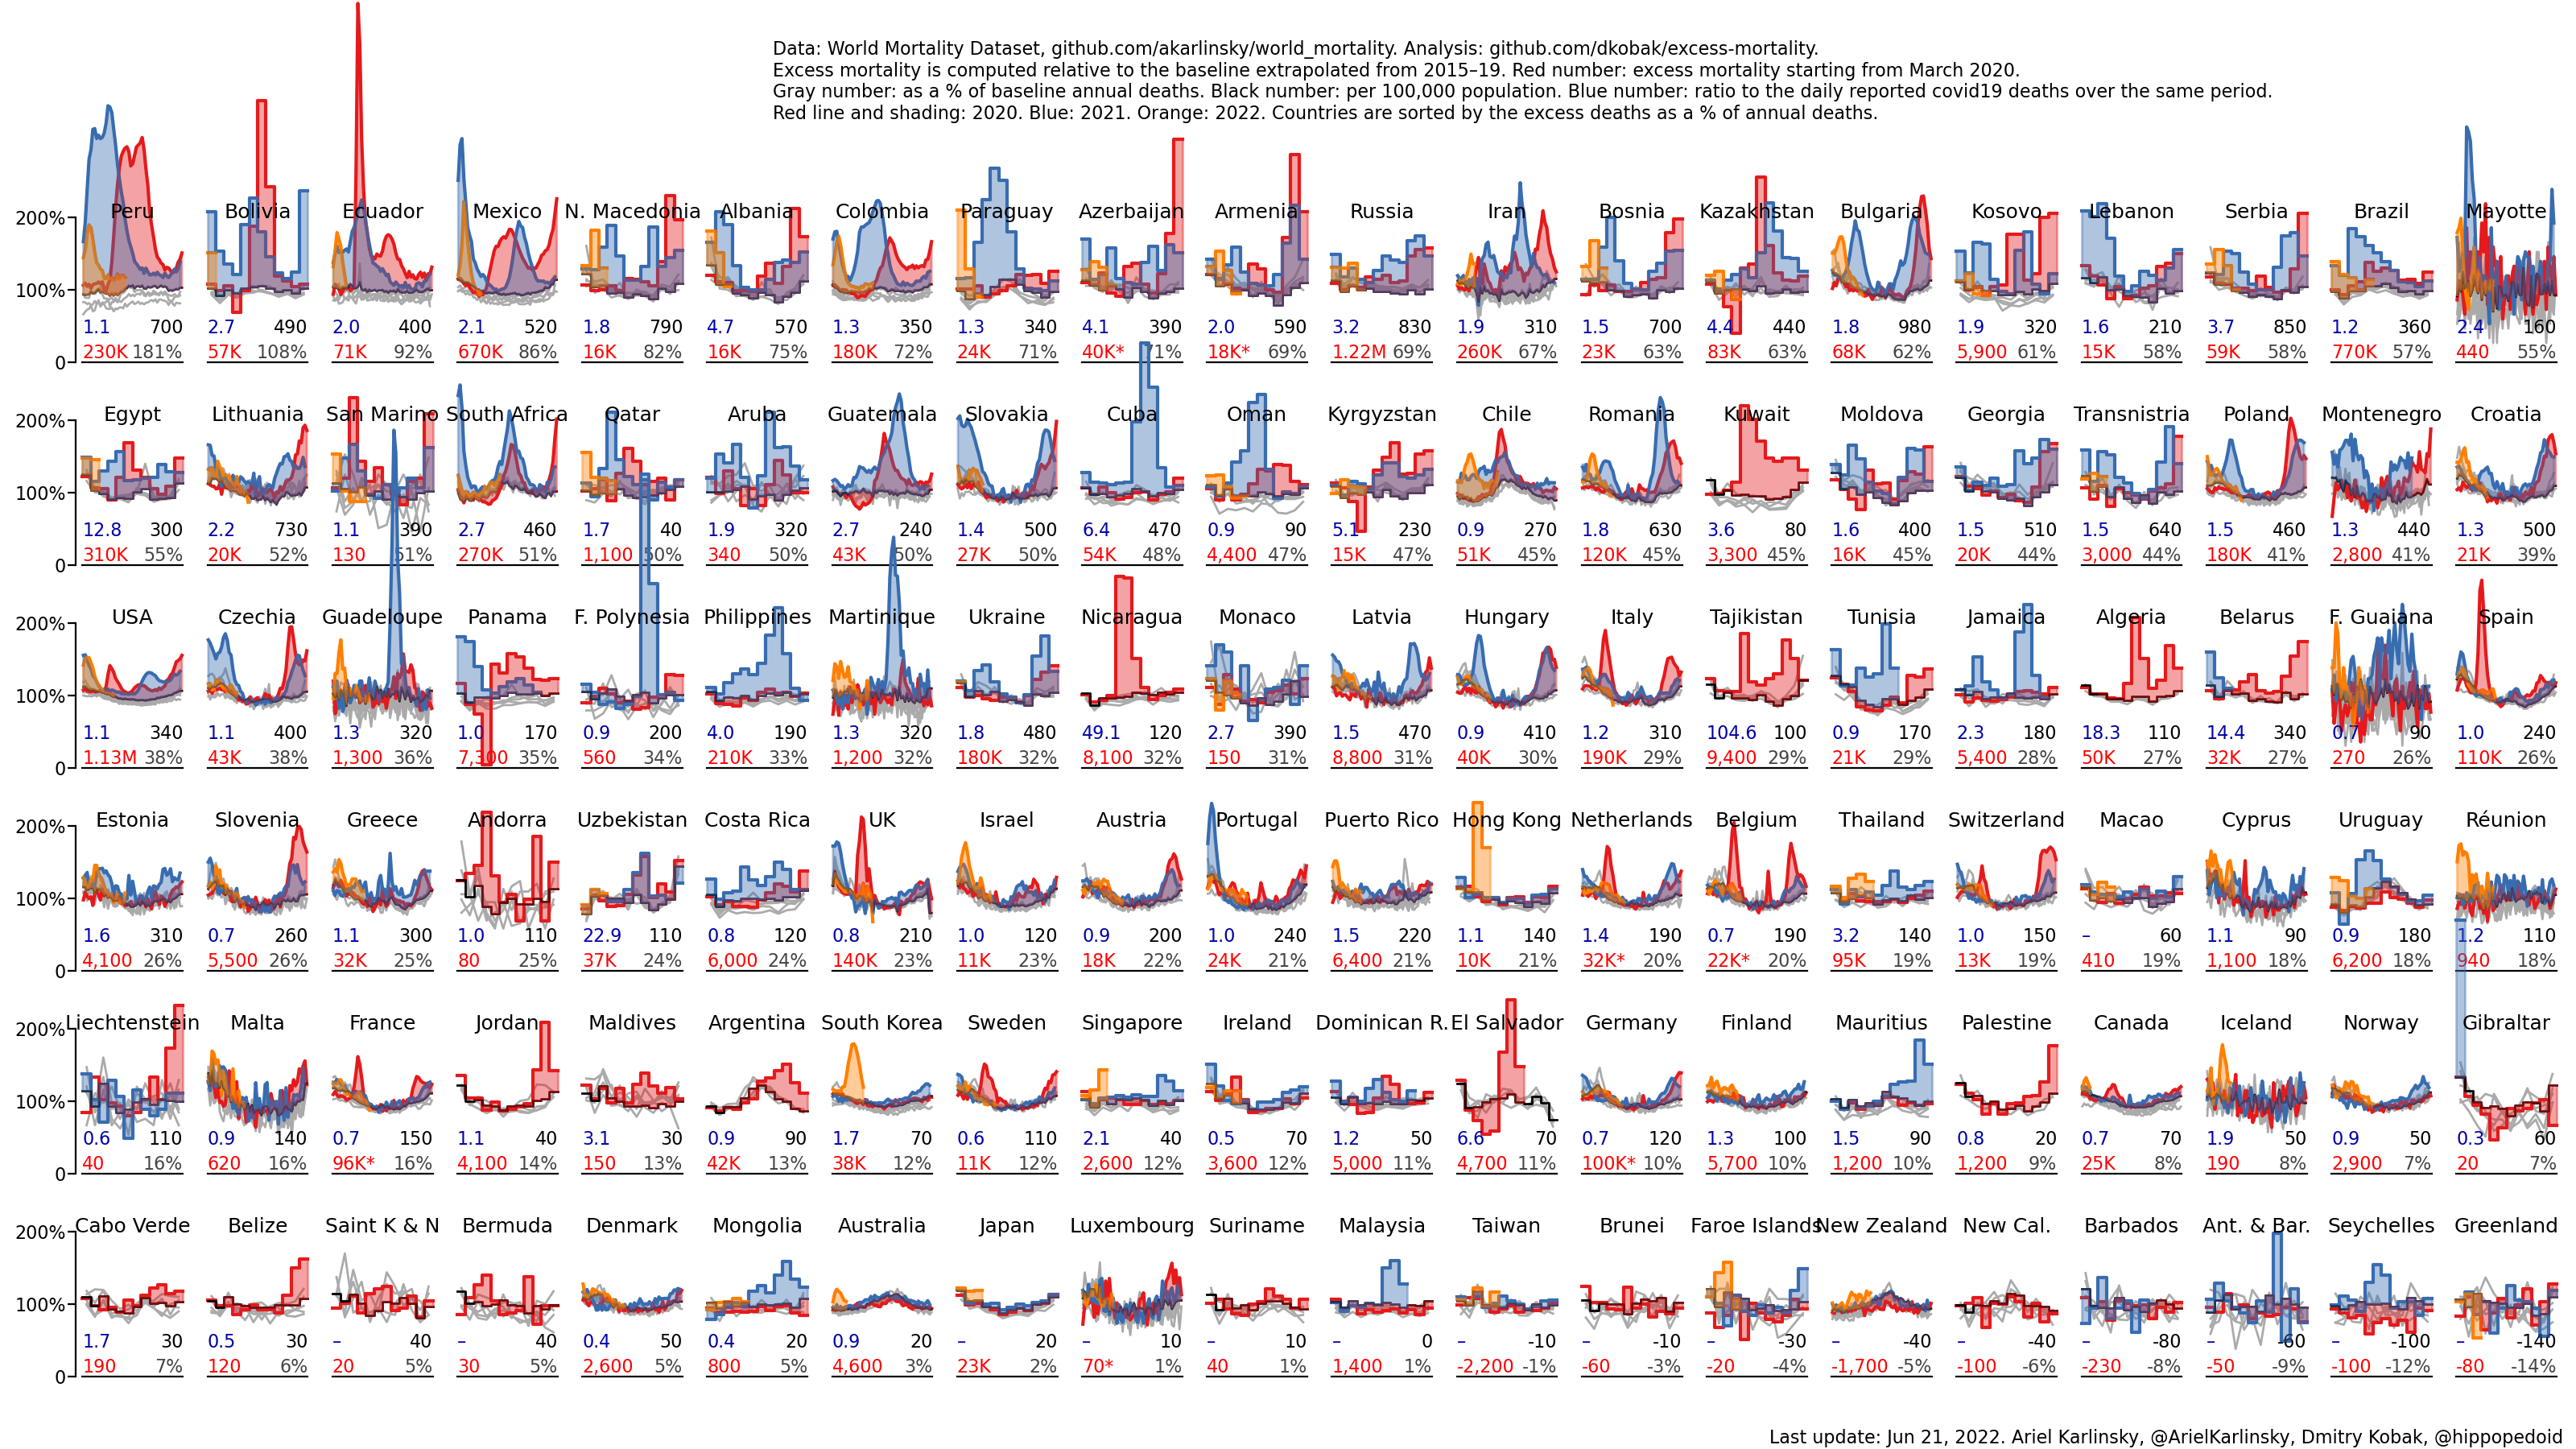 Data: World Mortality Dataset, github.com/akarlinsky/world_mortality. Analysis: github.com/dkobak/excess-mortality.
Excess mortality is computed relative to the baseline extrapolated from 2015–19. Red number: excess mortality starting from March 2020.
Gray number: as a % of baseline annual deaths. Black number: per 100,000 population. Blue number: ratio to the daily reported covid19 deaths over the same period.
Red line and shading: 2020. Blue: 2021. Orange: 2022. Countries are sorted by the excess deaths as a % of annual deaths.
200% Peru Bolivia Ecuador Mexico N. Macedonia Albania Colombia Paraguay Azerbaijan Armenia Russia Iran Bosnia Kazakhstan Bulgaria Kosovo Lebanon Serbia Brazil Mayotte
100%
1.1 700 2.7 490 2.0 400 2.1 520 1.8 790 4.7 570 1.3 350 1.3 340 4.1 390 2.0 590 3.2 830 1.9 310 1.5 700 4.4 440 1.8 980 1.9 320 1.6 210 3.7 850 1.2 360 2.4 160
0 230K 181% 57K 108% 71K 92% 670K 86% 16K 82% 16K 75% 180K 72% 24K 71% 40K* 71% 18K* 69% 1.22M 69% 260K 67% 23K 63% 83K 63% 68K 62% 5,900 61% 15K 58% 59K 58% 770K 57% 440 55%
200% Egypt Lithuania San Marino South Africa Qatar Aruba Guatemala Slovakia Cuba Oman Kyrgyzstan Chile Romania Kuwait Moldova Georgia Transnistria Poland Montenegro Croatia
100%
12.8 300 2.2 730 1.1 390 2.7 460 1.7 40 1.9 320 2.7 240 1.4 500 6.4 470 0.9 90 5.1 230 0.9 270 1.8 630 3.6 80 1.6 400 1.5 510 1.5 640 1.5 460 1.3 440 1.3 500
0 310K 55% 20K 52% 130 51% 270K 51% 1,100 50% 340 50% 43K 50% 27K 50% 54K 48% 4,400 47% 15K 47% 51K 45% 120K 45% 3,300 45% 16K 45% 20K 44% 3,000 44% 180K 41% 2,800 41% 21K 39%
200% USA Czechia Guadeloupe Panama F. Polynesia Philippines Martinique Ukraine Nicaragua Monaco Latvia Hungary Italy Tajikistan Tunisia Jamaica Algeria Belarus F. Guaiana Spain
100%
1.1 340 1.1 400 1.3 320 1.0 170 0.9 200 4.0 190 1.3 320 1.8 480 49.1 120 2.7 390 1.5 470 0.9 410 1.2 310 104.6 100 0.9 170 2.3 180 18.3 110 14.4 340 0.7 90 1.0 240
0 1.13M 38% 43K 38% 1,300 36% 7,300 35% 560 34% 210K 33% 1,200 32% 180K 32% 8,100 32% 150 31% 8,800 31% 40K 30% 190K 29% 9,400 29% 21K 29% 5,400 28% 50K 27% 32K 27% 270 26% 110K 26%
200% Estonia Slovenia Greece Andorra Uzbekistan Costa Rica UK Israel Austria Portugal Puerto Rico Hong Kong Netherlands Belgium Thailand Switzerland Macao Cyprus Uruguay Réunion
100%
1.6 310 0.7 260 1.1 300 1.0 110 22.9 110 0.8 120 0.8 210 1.0 120 0.9 200 1.0 240 1.5 220 1.1 140 1.4 190 0.7 190 3.2 140 1.0 150 – 60 1.1 90 0.9 180 1.2 110
0 4,100 26% 5,500 26% 32K 25% 80 25% 37K 24% 6,000 24% 140K 23% 11K 23% 18K 22% 24K 21% 6,400 21% 10K 21% 32K* 20% 22K* 20% 95K 19% 13K 19% 410 19% 1,100 18% 6,200 18% 940 18%
200% Liechtenstein Malta France Jordan Maldives Argentina South Korea Sweden Singapore Ireland Dominican R. El Salvador Germany Finland Mauritius Palestine Canada Iceland Norway Gibraltar
100%
0.6 110 0.9 140 0.7 150 1.1 40 3.1 30 0.9 90 1.7 70 0.6 110 2.1 40 0.5 70 1.2 50 6.6 70 0.7 120 1.3 100 1.5 90 0.8 20 0.7 70 1.9 50 0.9 50 0.3 60
0 40 16% 620 16% 96K* 16% 4,100 14% 150 13% 42K 13% 38K 12% 11K 12% 2,600 12% 3,600 12% 5,000 11% 4,700 11% 100K* 10% 5,700 10% 1,200 10% 1,200 9% 25K 8% 190 8% 2,900 7% 20 7%
200% Cabo Verde Belize Saint K & N Bermuda Denmark Mongolia Australia Japan Luxembourg Suriname Malaysia Taiwan Brunei Faroe Islands New Zealand New Cal. Barbados Ant. & Bar. Seychelles Greenland
100%
1.7 30 0.5 30 – 40 – 40 0.4 50 0.4 20 0.9 20 – 20 – 10 – 10 – 0 – -10 – -10 – -30 – -40 – -40 – -80 – -60 – -100 – -140
0 190 7% 120 6% 20 5% 30 5% 2,600 5% 800 5% 4,600 3% 23K 2% 70* 1% 40 1% 1,400 1% -2,200 -1% -60 -3% -20 -4% -1,700 -5% -100 -6% -230 -8% -50 -9% -100 -12% -80 -14%
Last update: Jun 21, 2022. Ariel Karlinsky, @ArielKarlinsky, Dmitry Kobak, @hippopedoid